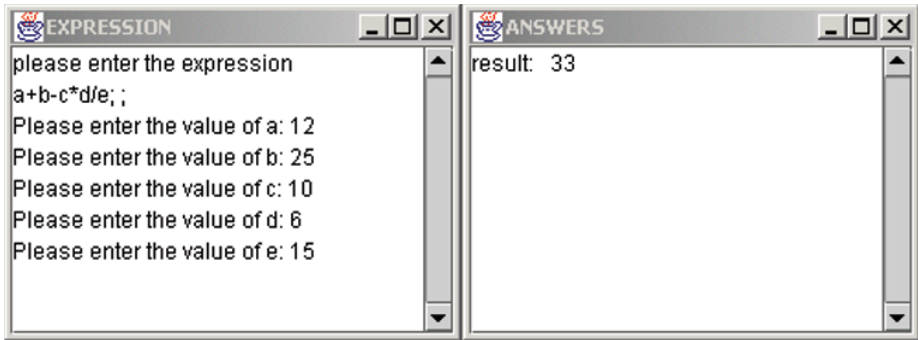 EXPRESSION
please enter the expression
a+b-c*d/e; ;
Please enter the value of a: 12
Please enter the value of b: 25
Please enter the value of c: 10
Please enter the value of d: 6
Please enter the value of e: 15
ANSWERS
result: 33